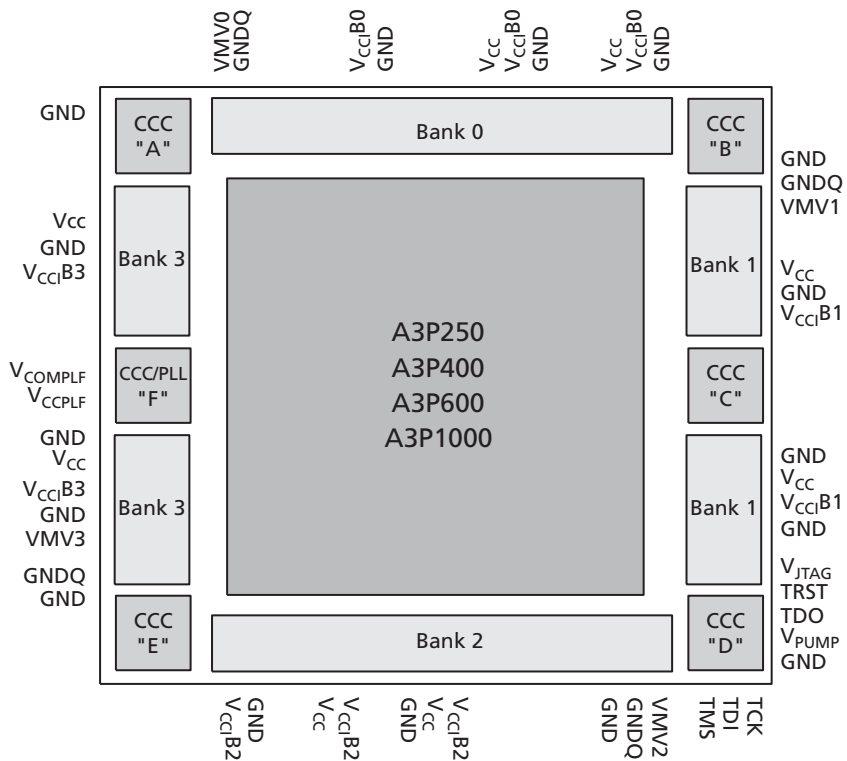 VMV0
GNDQ
VCCIB0
GND
VCC
VCCIB0
GND
VCC
VCCIB0
GND
GND
CCC
"A"
Bank 0
CCC
"B"
GND
GNDQ
VMV1
Vcc
GND
VCCIB3
Bank 3
Bank 1
VCC
GND
VCCIB1
A3P250
A3P400
A3P600
A3P1000
VCOMPLF
VCCPLF
CCC/PLL
"F"
CCC
"C"
GND
VCC
VCCIB3
GND
VMV3
Bank 3
Bank 1
GND
VCC
VCCIB1
GND
GNDQ
GND
CCC
"E"
Bank 2
CCC
"D"
VJTAG
TRST
TDO
VPUMP
GND
VCCIB2
GND
VCC
VCCIB2
GND
VCC
VCCIB2
GND
GNDQ
VMV2
TMS
TDI
TCK